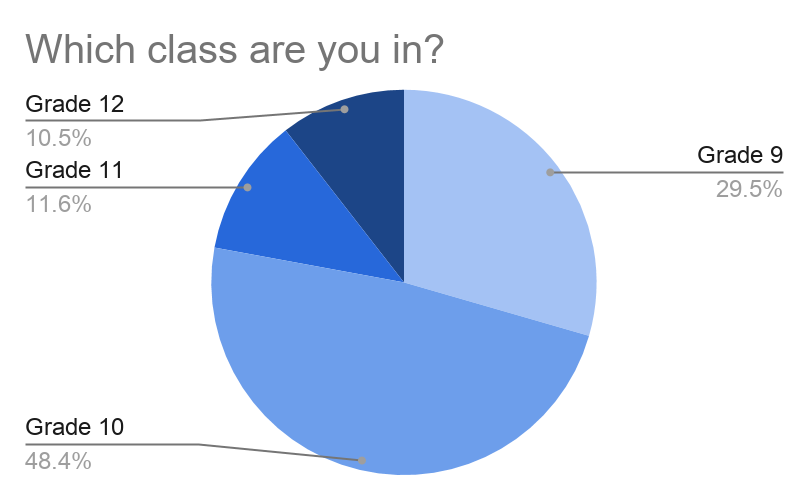 Which class are you in?
Grade 12
10.5%
Grade 11
11.6%
Grade 9
29.5%
Grade 10
48.4%